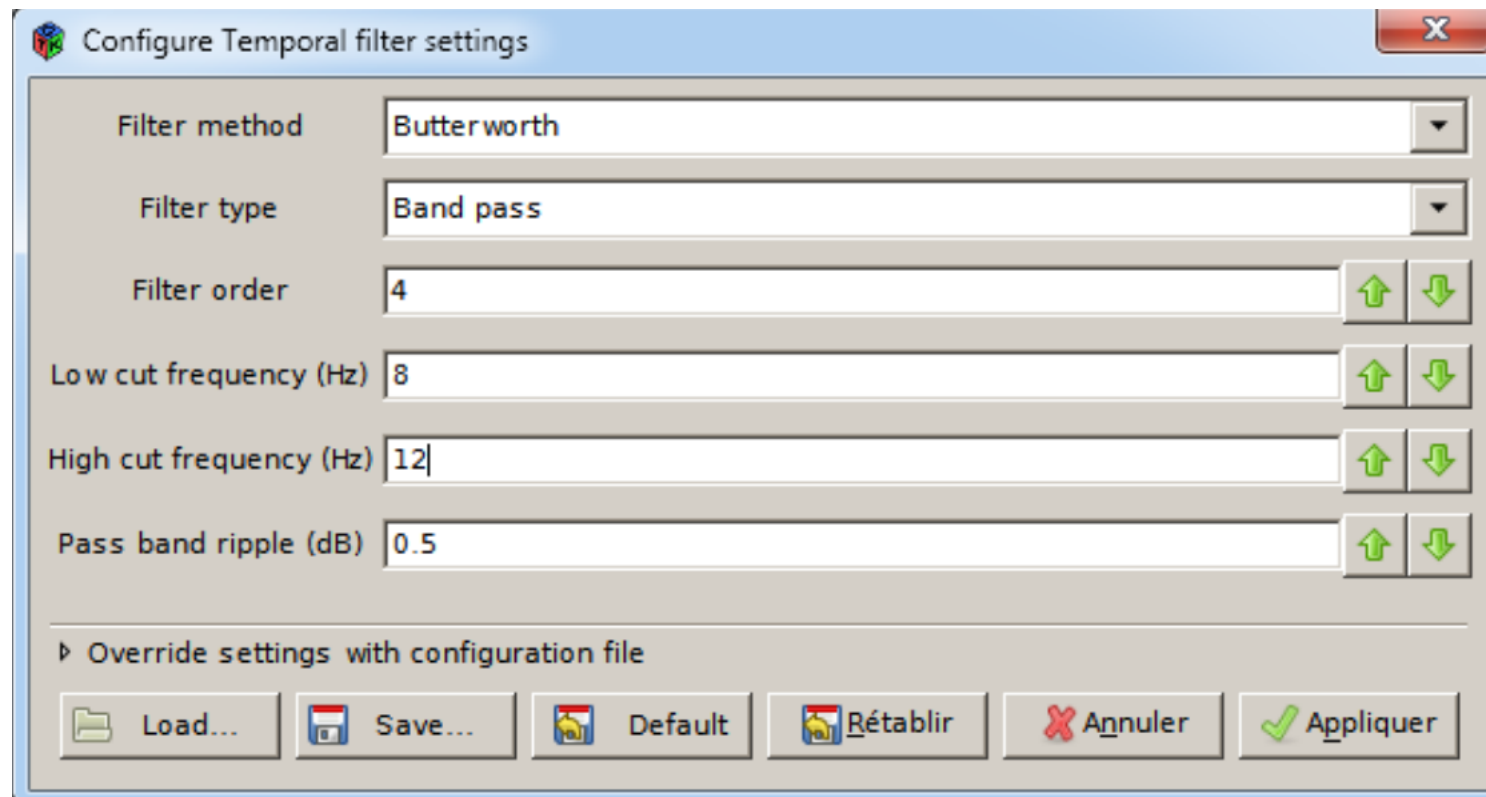 Configure Temporal filter settings
Filter method Butterworth
Filter type Band pass
Filter order 4
Low cut frequency (Hz) 8
High cut frequency (Hz) 12
Pass band ripple (dB) 0.5
Override settings with configuration file
Load... Save... Default Rétablir Annuler Appliquer